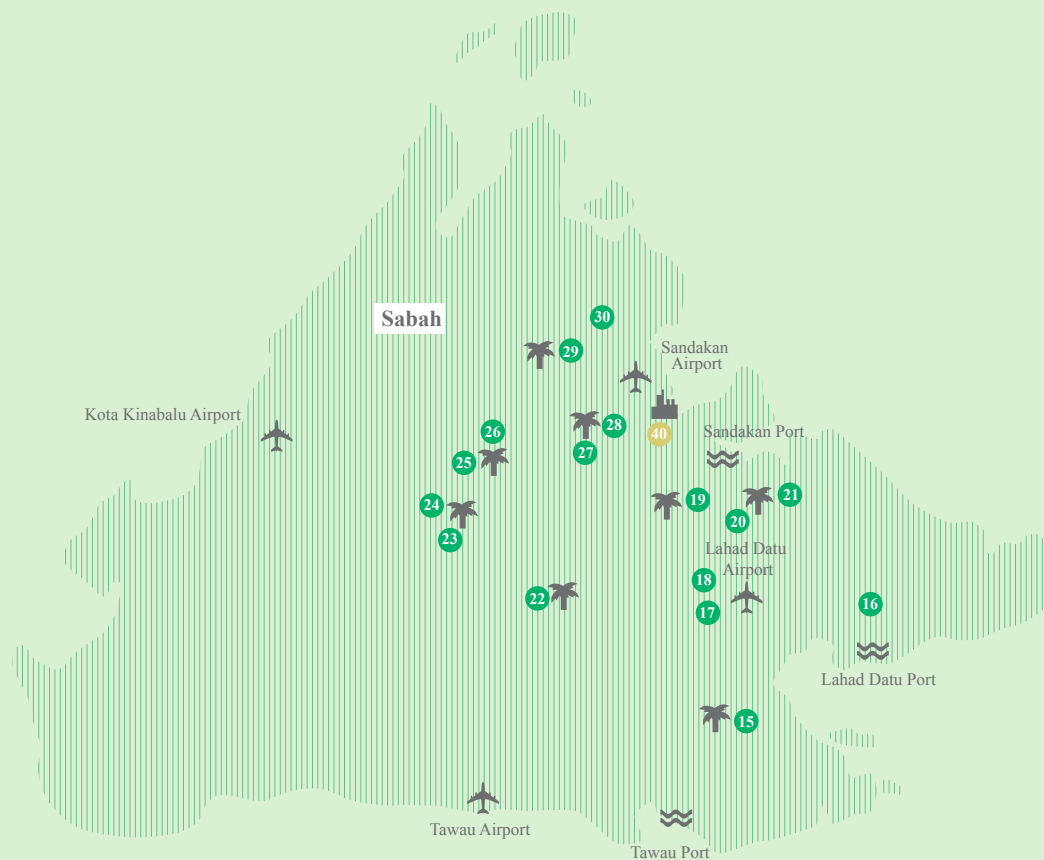 Sabah
30
29
Sandakan
Airport
Kota Kinabalu Airport
26
28
40
Sandakan Port
27
25
24
19
21
20
23
Lahad Datu
Airport
18
22
17
16
Lahad Datu Port
15
Tawau Airport
Tawau Port